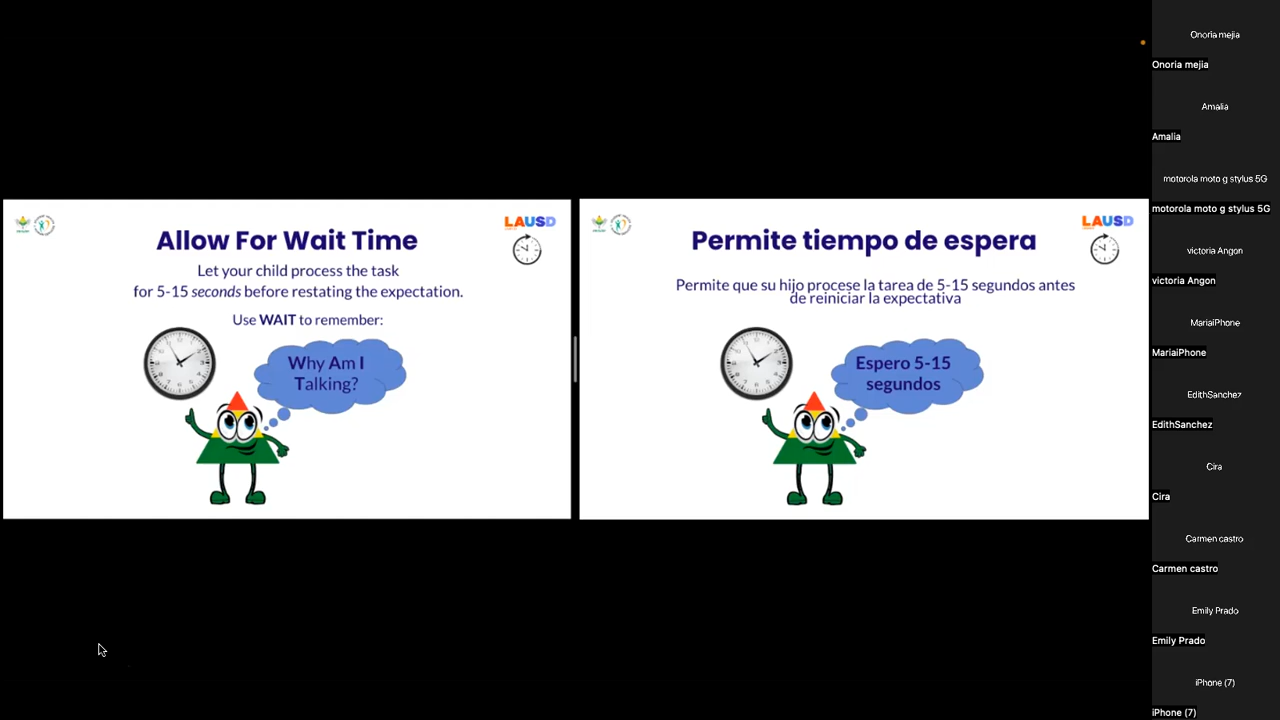 LAUSD
Allow For Wait Time
Let your child process the task
for 5-15 seconds before restating the expectation.
Use WAIT to remember:
Why Am I
Talking?
LAUSD
Permite tiempo de espera
Permite que su hijo procese la tarea de 5-15 segundos antes
de reiniciar la expectativa
Espero 5-15
segundos
Onoria mejia
Onoria mejia
Amalia
Amalia
motorola moto g stylus 5G
motorola moto g stylus 5G
victoria Angon
victoria Angon
MariaiPhone
MariaiPhone
EdithSanchez
EdithSanchez
Cira
Cira
Carmen castro
Carmen castro
Emily Prado
Emily Prado
iPhone (7)
iPhone (7)